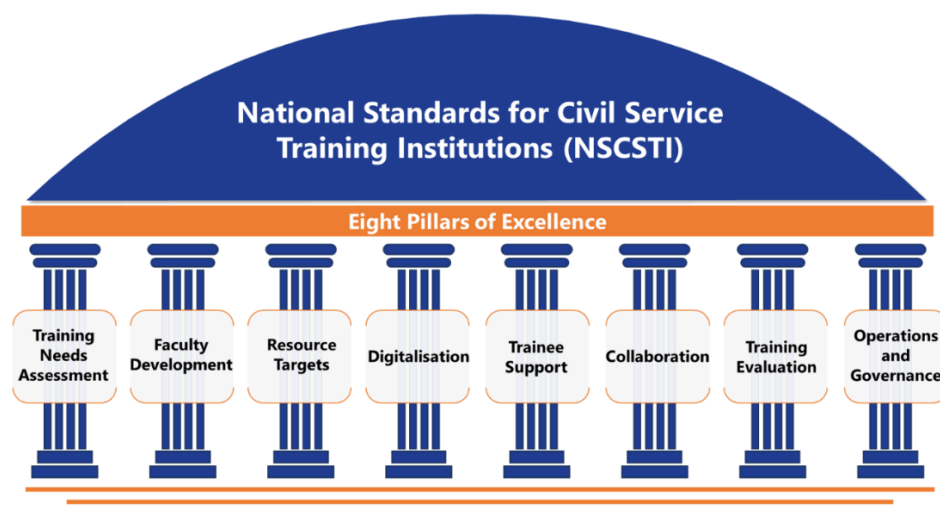 National Standards for Civil Service
Training Institutions (NSCSTI)
Eight Pillars of Excellence
Training
Needs
Assessment
Faculty
Development
Resource
Targets
Digitalisation
Trainee
Support
Collaboration
Training
Evaluation
Operations
and
Governance